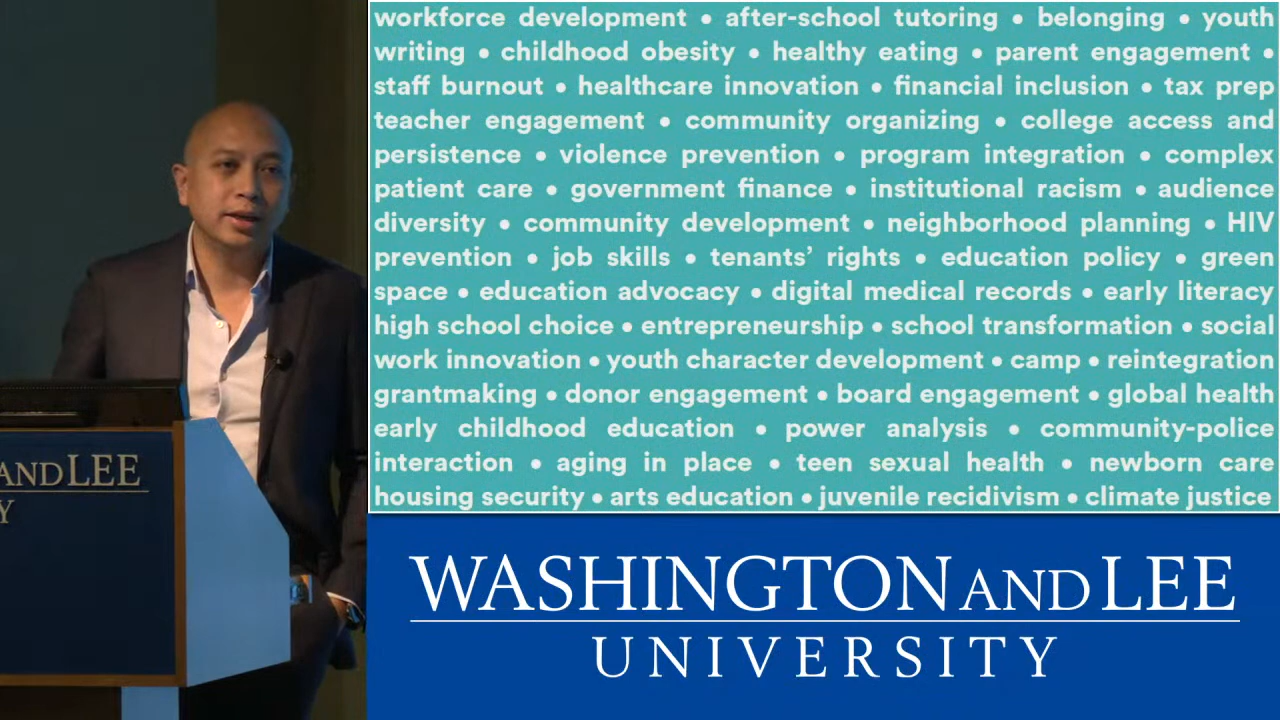 workforce development • after-school tutoring • belonging • youth
writing • childhood obesity • healthy eating • parent engagement •
staff burnout • healthcare innovation • financial inclusion • tax prep
teacher engagement • community organizing • college access and
persistence • violence prevention • program integration • complex
patient care • government finance • institutional racism • audience
diversity • community development • neighborhood planning • HIV
prevention • job skills • tenants’ rights • education policy • green
space • education advocacy • digital medical records • early literacy
high school choice • entrepreneurship • school transformation • social
work innovation • youth character development • camp • reintegration
grantmaking • donor engagement • board engagement • global health
early childhood education • power analysis • community-police
interaction • aging in place • teen sexual health • newborn care
housing security • arts education • juvenile recidivism • climate justice
AND LEE
Y
WASHINGTON AND LEE
UNIVERSITY